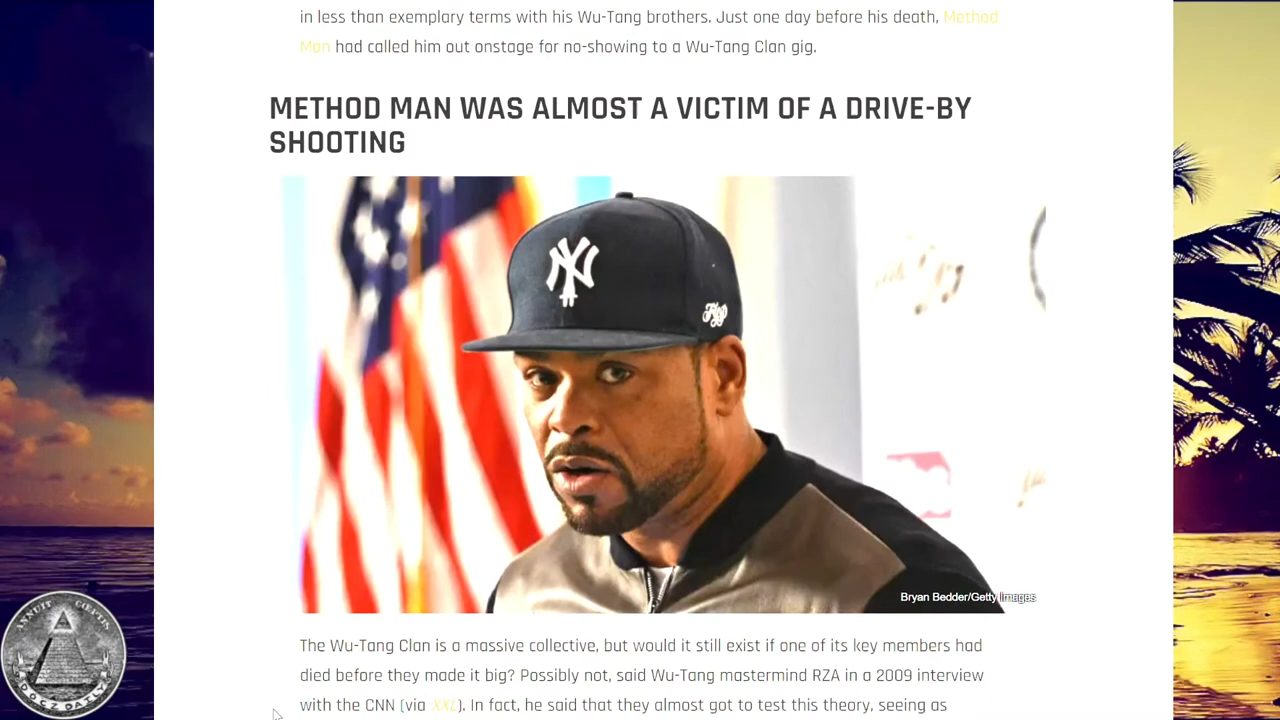 in less than exemplary terms with his Wu-Tang brothers. Just one day before his death, Method
Man had called him out onstage for no-showing to a Wu-Tang Clan gig.
METHOD MAN WAS ALMOST A VICTIM OF A DRIVE-BY
SHOOTING
NY
Bryan Bedder/Getty Images
The Wu-Tang Clan is a massive collective, but would it still exist if one of its key members had
died before they made it big? Possibly not, said Wu-Tang mastermind RZA in a 2009 interview
with the CNN (via XXL). In fact, he said that they almost got to test this theory, seeing as
ANNUIT CŒPTIS